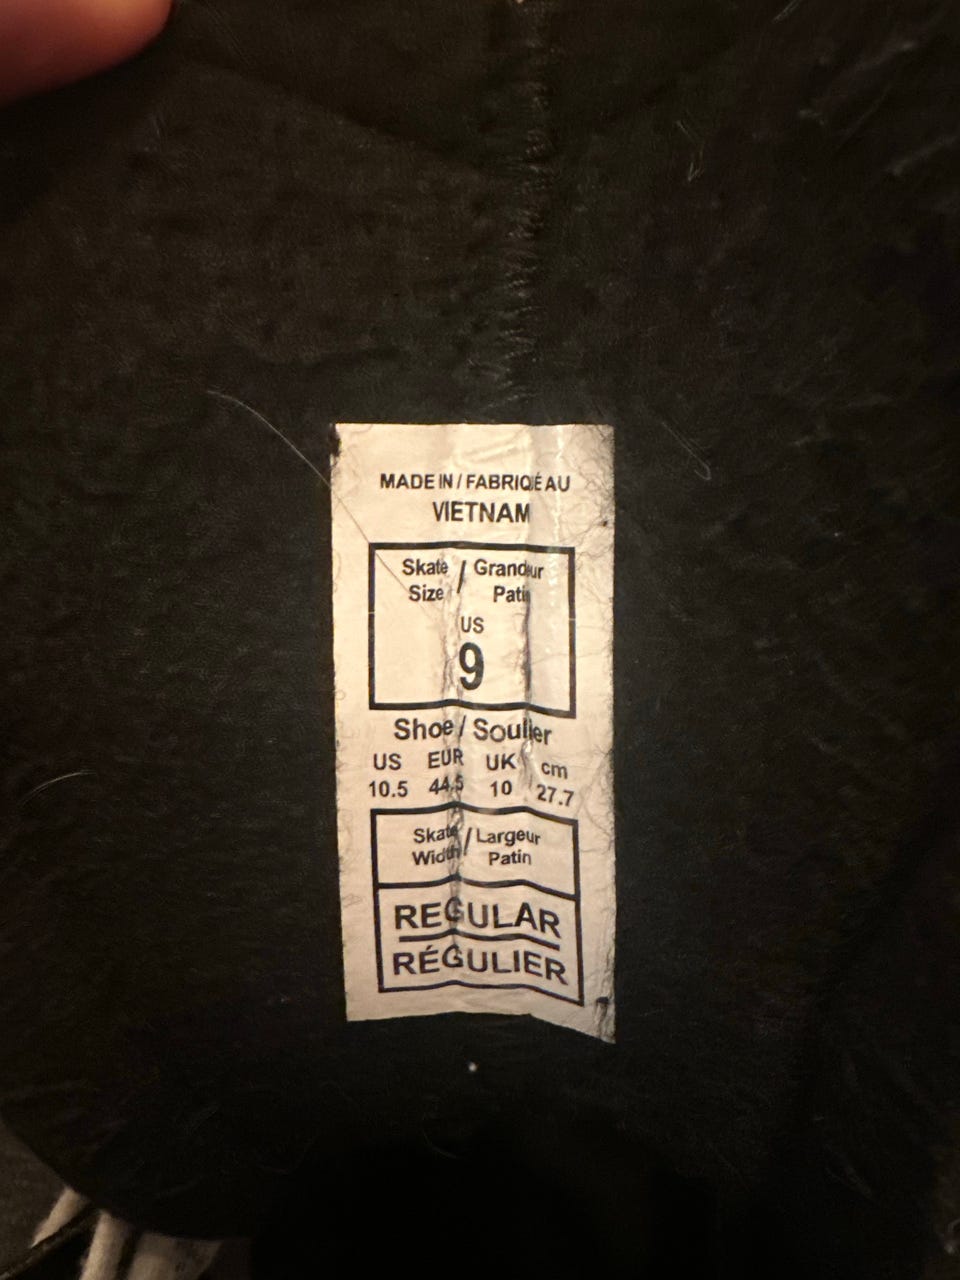 MADE IN / FABRIQUÉ AU
VIETNAM
Skate / Grandeur
Size Patin
US
9
Shoe / Soulier
US EUR UK cm
10.5 44.5 10 27.7
Skate / Largeur
Width Patin
REGULAR
RÉGULIER